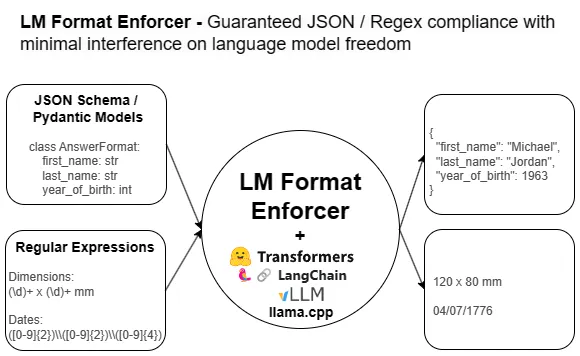 LM Format Enforcer - Guaranteed JSON / Regex compliance with
minimal interference on language model freedom
JSON Schema /
Pydantic Models
class AnswerFormat:
first_name: str
last_name: str
year_of_birth: int
Regular Expressions
Dimensions:
(\d)+ x (\d)+ mm
Dates:
([0-9]{2})\\([0-9]{2})\\([0-9]{4})
LM Format
Enforcer
+
Transformers
LangChain
vLLM
llama.cpp
{
"first_name": "Michael",
"last_name": "Jordan",
"year_of_birth": 1963
}
120 x 80 mm
04/07/1776